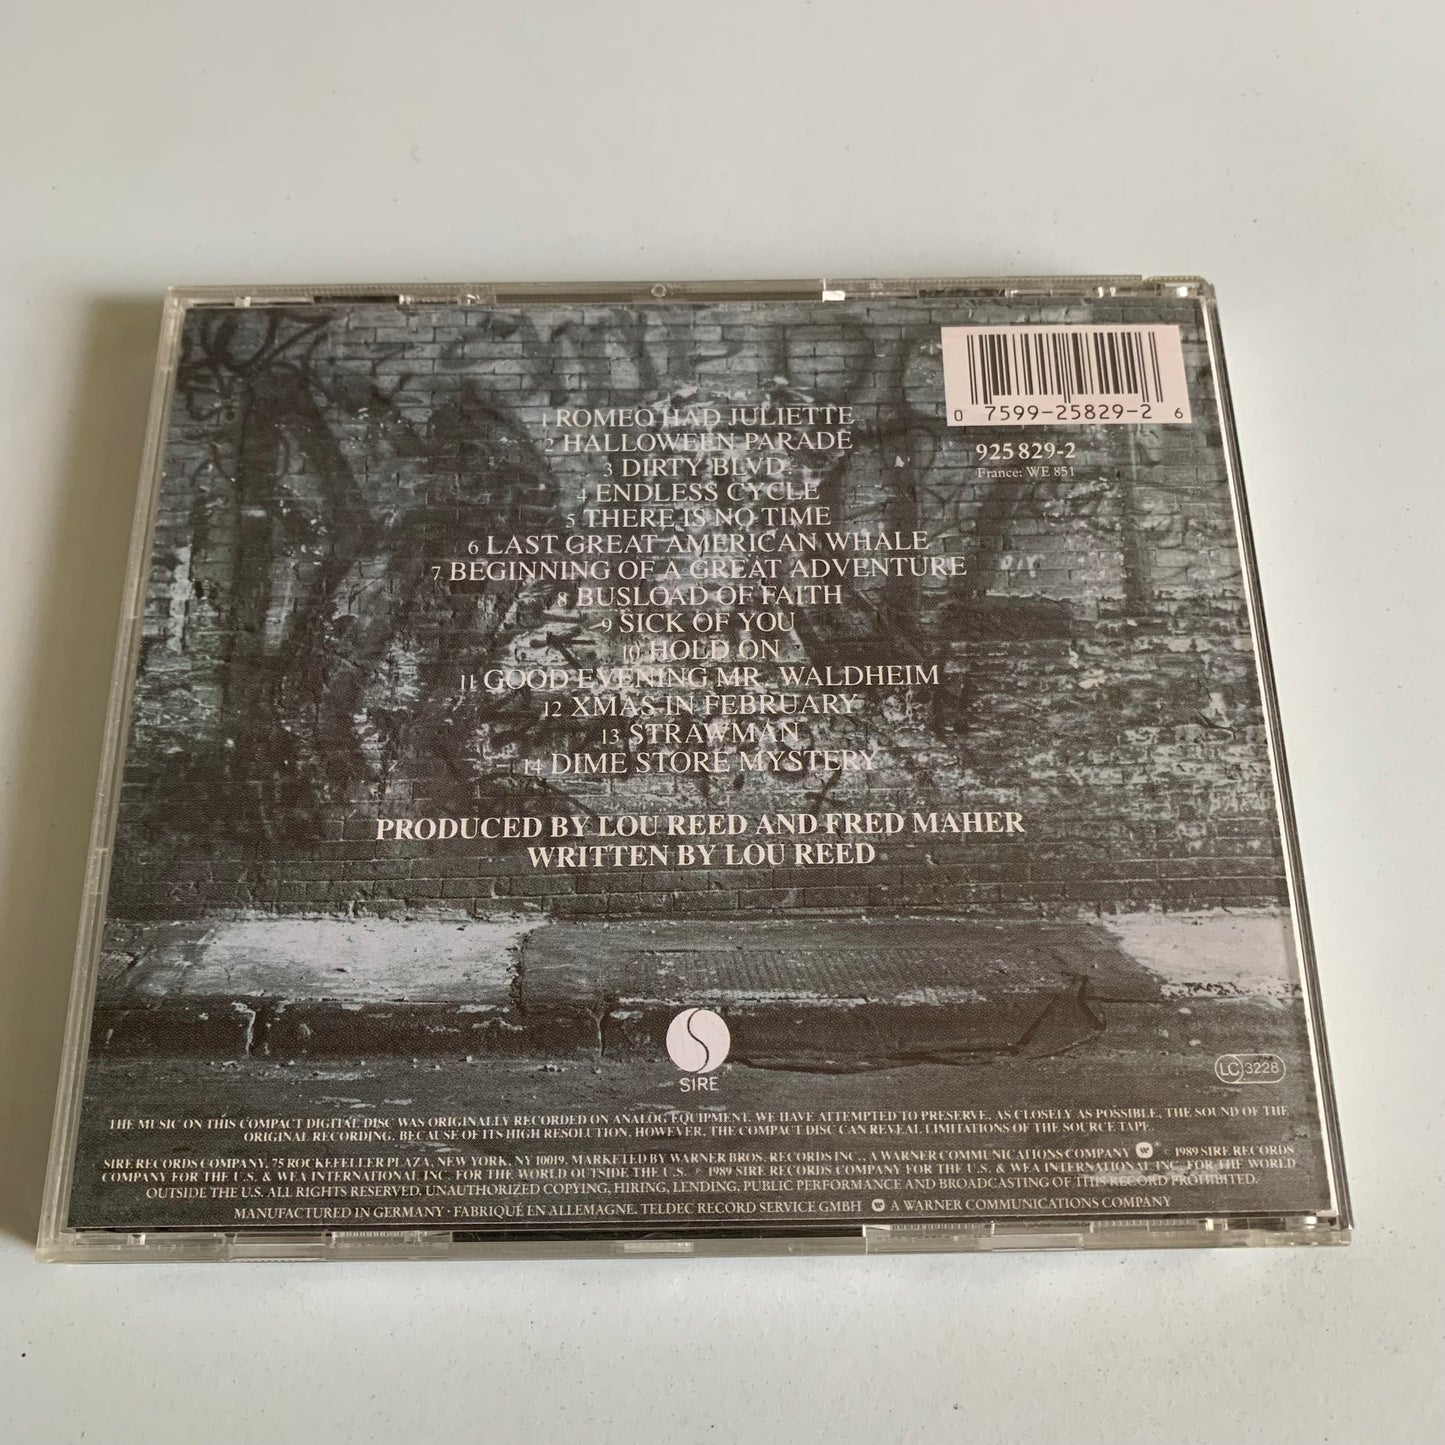 0 7599-25829-2 6
925 829-2
France: WE 851
1 ROMEO HAD JULIETTE
2 HALLOWEEN PARADE
3 DIRTY BLVD.
4 ENDLESS CYCLE
5 THERE IS NO TIME
6 LAST GREAT AMERICAN WHALE
7 BEGINNING OF A GREAT ADVENTURE
8 BUSLOAD OF FAITH
9 SICK OF YOU
10 HOLD ON
11 GOOD EVENING MR. WALDHEIM
12 XMAS IN FEBRUARY
13 STRAWMAN
14 DIME STORE MYSTERY
PRODUCED BY LOU REED AND FRED MAHER
WRITTEN BY LOU REED
SIRE
LC 3228
THE MUSIC ON THIS COMPACT DIGITAL DISC WAS ORIGINALLY RECORDED ON ANALOG EQUIPMENT. WE HAVE ATTEMPTED TO PRESERVE, AS CLOSELY AS POSSIBLE, THE SOUND OF THE
ORIGINAL RECORDING. BECAUSE OF ITS HIGH RESOLUTION, HOWEVER, THE COMPACT DISC CAN REVEAL LIMITATIONS OF THE SOURCE TAPE.
SIRE RECORDS COMPANY, 75 ROCKEFELLER PLAZA, NEW YORK, NY 10019. MARKETED BY WARNER BROS. RECORDS INC., A WARNER COMMUNICATIONS COMPANY © 1989 SIRE RECORDS
COMPANY FOR THE U.S. & WEA INTERNATIONAL INC. FOR THE WORLD OUTSIDE THE U.S. ℗ 1989 SIRE RECORDS COMPANY FOR THE U.S. & WEA INTERNATIONAL INC. FOR THE WORLD
OUTSIDE THE U.S. ALL RIGHTS RESERVED. UNAUTHORIZED COPYING, HIRING, LENDING, PUBLIC PERFORMANCE AND BROADCASTING OF THIS RECORD PROHIBITED.
MANUFACTURED IN GERMANY · FABRIQUÉ EN ALLEMAGNE. TELDEC RECORD SERVICE GMBH A WARNER COMMUNICATIONS COMPANY